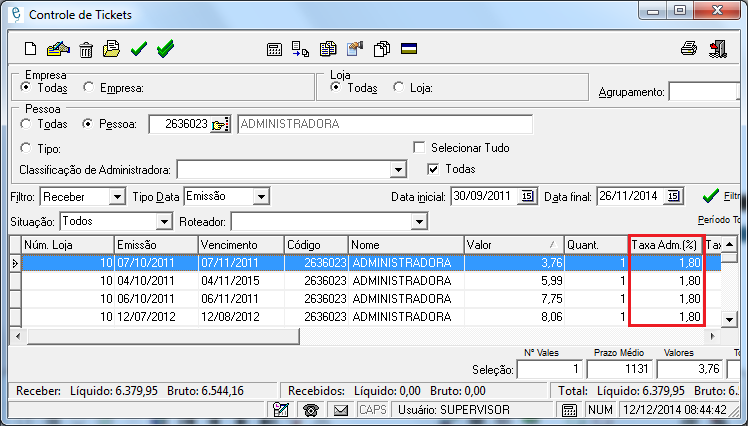 Controle de Tickets
Empresa
Todas Empresa:
Loja
Todas Loja:
Agrupamento:
Pessoa
Todas Pessoa: 2636023 ADMINISTRADORA
Tipo: Selecionar Tudo
Classificação de Administradora: Todas
Filtro: Receber Tipo Data Emissão Data inicial: 30/09/2011 15 Data final: 26/11/2014 15 Filtr
Situação: Todos Roteador: Período To
Núm. Loja Emissão Vencimento Código Nome Valor Quant. Taxa Adm.(%) Tax
10 07/10/2011 07/11/2011 2636023 ADMINISTRADORA 3,76 1 1,80
10 04/10/2011 04/11/2015 2636023 ADMINISTRADORA 5,99 1 1,80
10 06/10/2011 06/11/2011 2636023 ADMINISTRADORA 7,75 1 1,80
10 12/07/2012 12/08/2012 2636023 ADMINISTRADORA 8,06 1 1,80
Nº Vales Prazo Médio Valores To
Seleção: 1 1131 3,76
Receber: Líquido: 6.379,95 Bruto: 6.544,16 Recebidos: Líquido: 0,00 Bruto: 0,00 Total: Líquido: 6.379,95 Bruto: 6.
CAPS Usuário: SUPERVISOR NUM 12/12/2014 08:44:42